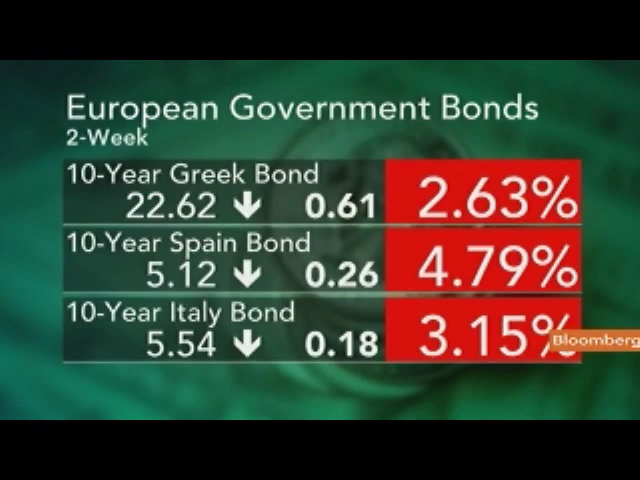 European Government Bonds
2-Week
10-Year Greek Bond
22.62 ↓ 0.61 2.63%
10-Year Spain Bond
5.12 ↓ 0.26 4.79%
10-Year Italy Bond
5.54 ↓ 0.18 3.15%
Bloomberg